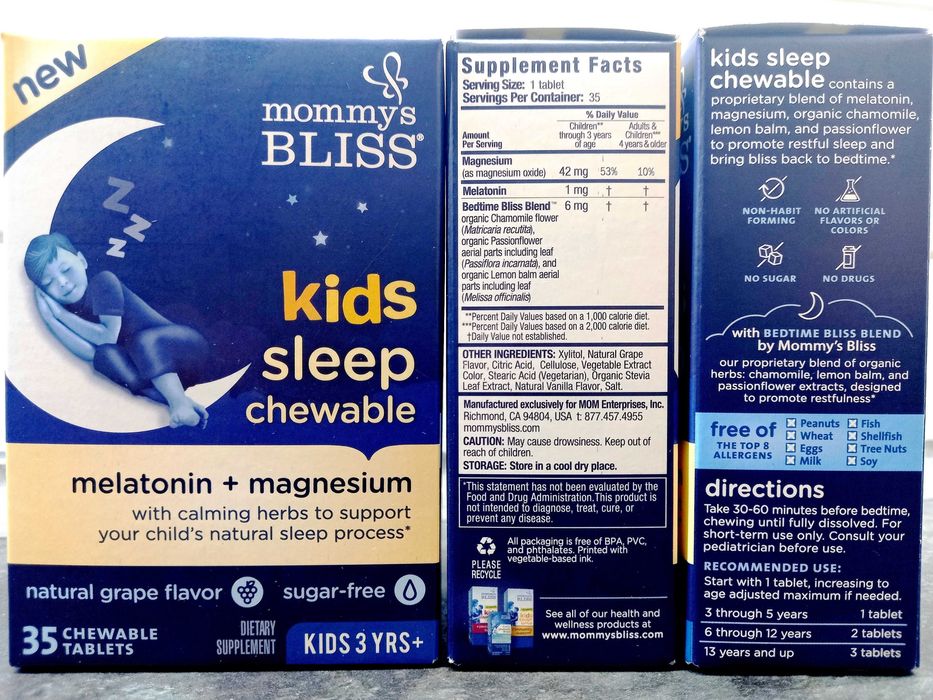 new
mommy's
BLISS®
Z
Z
Z
kids
sleep
chewable
melatonin + magnesium
with calming herbs to support
your child's natural sleep process*
natural grape flavor
sugar-free
35 CHEWABLE
TABLETS
DIETARY
SUPPLEMENT
KIDS 3 YRS+
Supplement Facts
Serving Size: 1 tablet
Servings Per Container: 35
% Daily Value
Amount
Per Serving
Children**
through 3 years
of age
Adults &
Children***
4 years & older
Magnesium
(as magnesium oxide) 42 mg 53% 10%
Melatonin 1 mg † †
Bedtime Bliss Blend™ 6 mg † †
organic Chamomile flower
(Matricaria recutita),
organic Passionflower
aerial parts including leaf
(Passiflora incarnata), and
organic Lemon balm aerial
parts including leaf
(Melissa officinalis)
**Percent Daily Values based on a 1,000 calorie diet.
***Percent Daily Values based on a 2,000 calorie diet.
†Daily Value not established.
OTHER INGREDIENTS: Xylitol, Natural Grape
Flavor, Citric Acid, Cellulose, Vegetable Extract
Color, Stearic Acid (Vegetarian), Organic Stevia
Leaf Extract, Natural Vanilla Flavor, Salt.
Manufactured exclusively for MOM Enterprises, Inc.
Richmond, CA 94804, USA t: 877.457.4955
mommysbliss.com
CAUTION: May cause drowsiness. Keep out of
reach of children.
STORAGE: Store in a cool dry place.
*This statement has not been evaluated by the
Food and Drug Administration.This product is
not intended to diagnose, treat, cure, or
prevent any disease.
PLEASE
RECYCLE
All packaging is free of BPA, PVC,
and phthalates. Printed with
vegetable-based ink.
See all of our health and
wellness products at
www.mommysbliss.com
kids sleep
chewable contains a
proprietary blend of melatonin,
magnesium, organic chamomile,
lemon balm, and passionflower
to promote restful sleep and
bring bliss back to bedtime.*
NON-HABIT
FORMING
NO ARTIFICIAL
FLAVORS OR
COLORS
NO SUGAR
NO DRUGS
with BEDTIME BLISS BLEND
by Mommy's Bliss
our proprietary blend of organic
herbs: chamomile, lemon balm, and
passionflower extracts, designed
to promote restfulness*
free of
THE TOP 8
ALLERGENS
Peanuts Fish
Wheat Shellfish
Eggs Tree Nuts
Milk Soy
directions
Take 30-60 minutes before bedtime,
chewing until fully dissolved. For
short-term use only. Consult your
pediatrician before use.
RECOMMENDED USE:
Start with 1 tablet, increasing to
age adjusted maximum if needed.
3 through 5 years 1 tablet
6 through 12 years 2 tablets
13 years and up 3 tablets